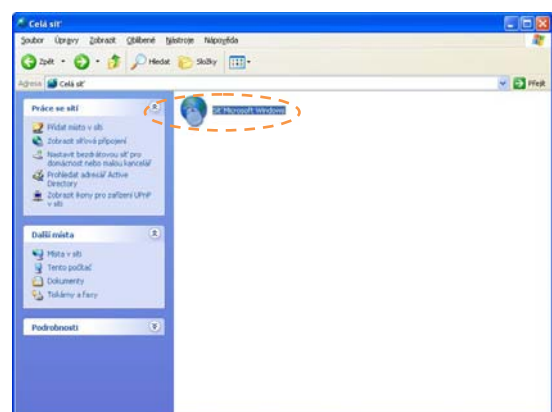 Celá síť
Soubor Úpravy Zobrazit Oblíbené Nástroje Nápověda
Zpět Hledat Složky
Adresa Celá síť Přejít
Práce se sítí
Přidat místo v síti
Zobrazit síťová připojení
Nastavit bezdrátovou síť pro
domácnost nebo malou kancelář
Prohledat adresář Active
Directory
Zobrazit ikony pro zařízení UPnP
v síti
Síť Microsoft Windows
Další místa
Místa v síti
Tento počítač
Dokumenty
Tiskárny a faxy
Podrobnosti